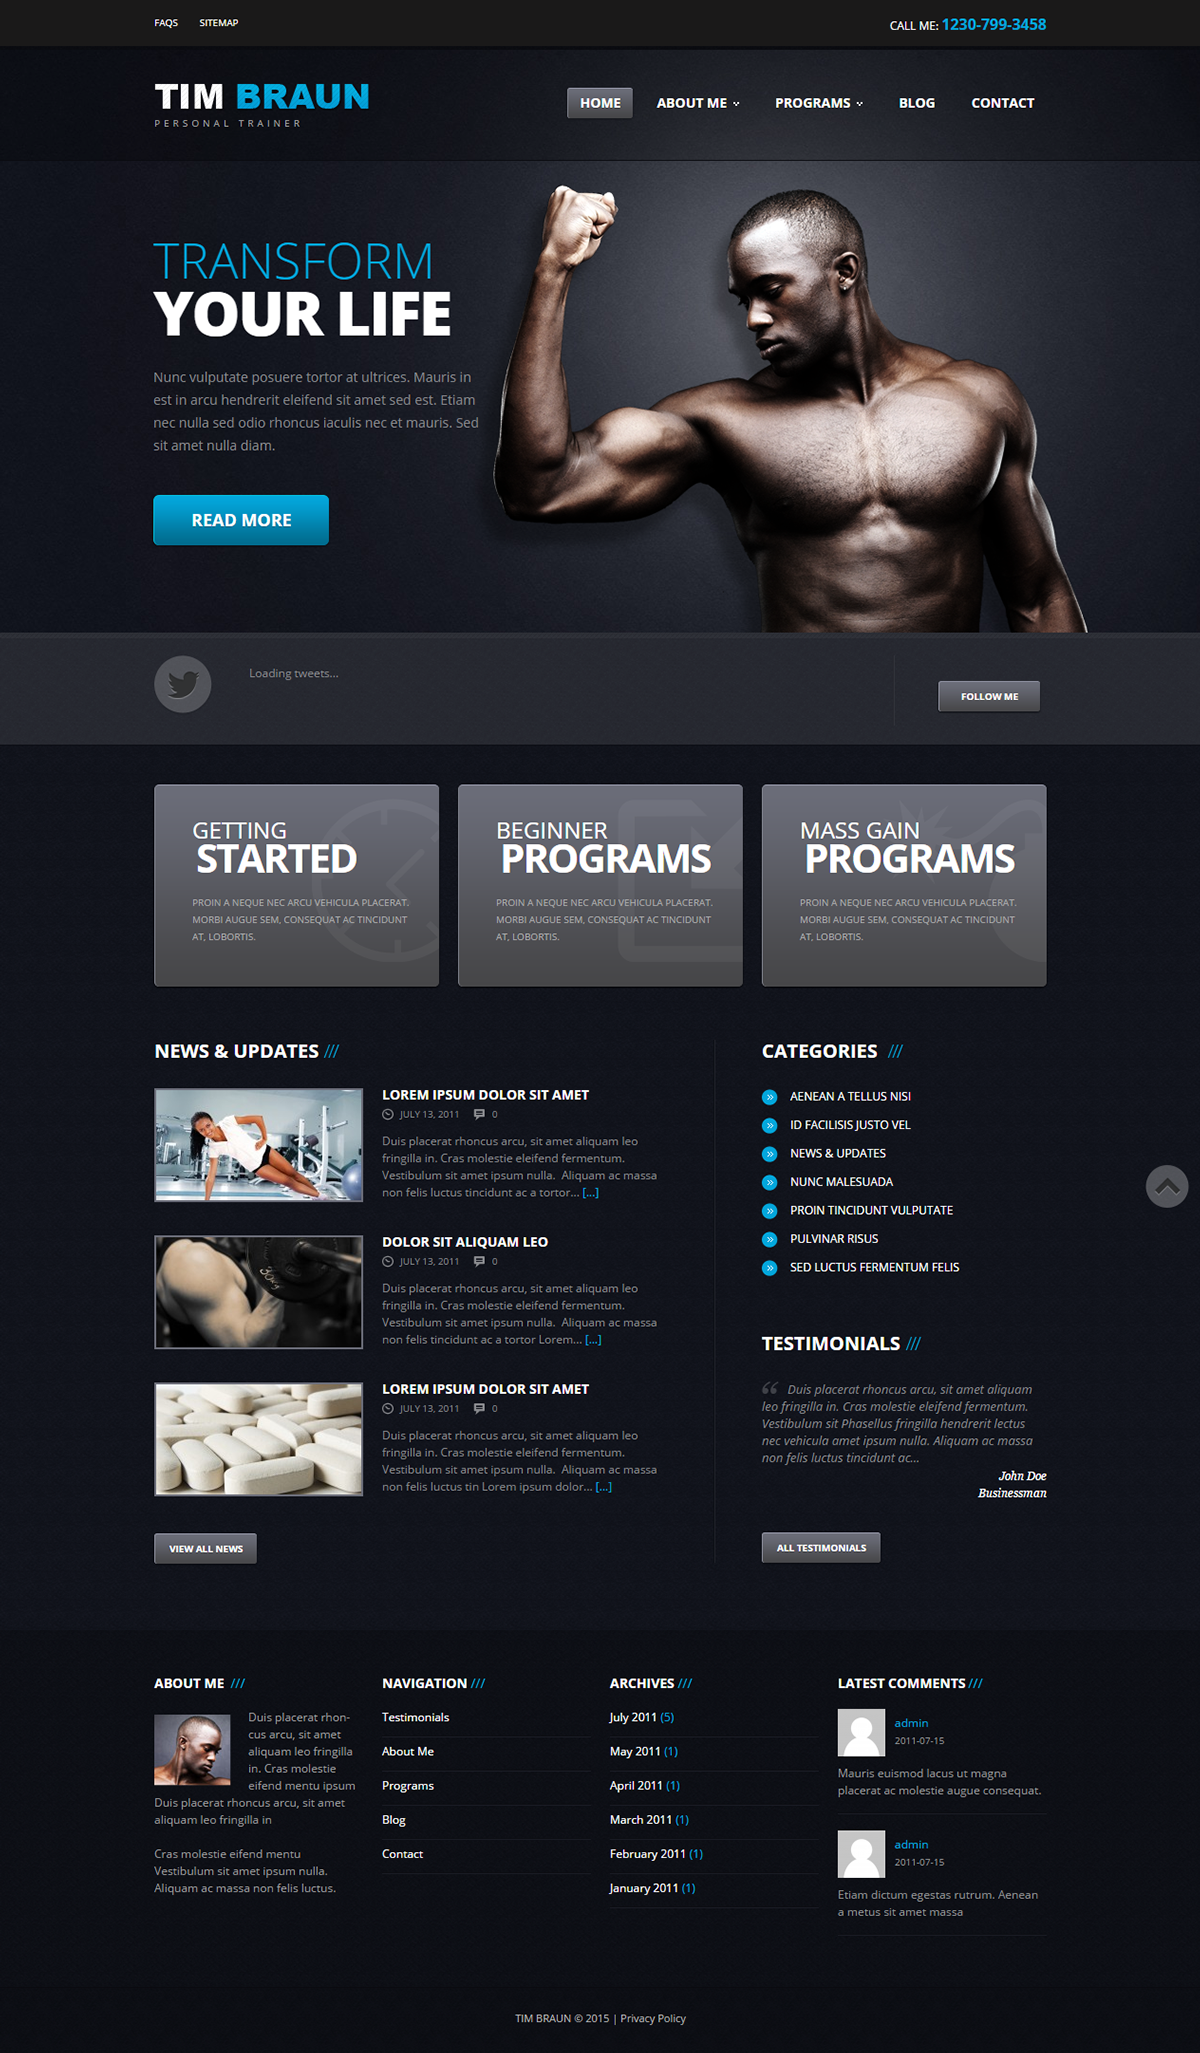 FAQS SITEMAP
CALL ME: 1230-799-3458
TIM BRAUN
PERSONAL TRAINER
HOME ABOUT ME PROGRAMS BLOG CONTACT
TRANSFORM
YOUR LIFE
Nunc vulputate posuere tortor at ultrices. Mauris in
est in arcu hendrerit eleifend sit amet sed est. Etiam
nec nulla sed odio rhoncus iaculis nec et mauris. Sed
sit amet nulla diam.
READ MORE
Loading tweets...
FOLLOW ME
GETTING
STARTED
PROIN A NEQUE NEC ARCU VEHICULA PLACERAT.
MORBI AUGUE SEM, CONSEQUAT AC TINCIDUNT
AT, LOBORTIS.
BEGINNER
PROGRAMS
PROIN A NEQUE NEC ARCU VEHICULA PLACERAT.
MORBI AUGUE SEM, CONSEQUAT AC TINCIDUNT
AT, LOBORTIS.
MASS GAIN
PROGRAMS
PROIN A NEQUE NEC ARCU VEHICULA PLACERAT.
MORBI AUGUE SEM, CONSEQUAT AC TINCIDUNT
AT, LOBORTIS.
NEWS & UPDATES ///
LOREM IPSUM DOLOR SIT AMET
JULY 13, 2011 0
Duis placerat rhoncus arcu, sit amet aliquam leo
fringilla in. Cras molestie eleifend fermentum.
Vestibulum sit amet ipsum nulla. Aliquam ac massa
non felis luctus tincidunt ac a tortor... [...]
DOLOR SIT ALIQUAM LEO
JULY 13, 2011 0
Duis placerat rhoncus arcu, sit amet aliquam leo
fringilla in. Cras molestie eleifend fermentum.
Vestibulum sit amet ipsum nulla. Aliquam ac massa
non felis tincidunt ac a tortor Lorem... [...]
LOREM IPSUM DOLOR SIT AMET
JULY 13, 2011 0
Duis placerat rhoncus arcu, sit amet aliquam leo
fringilla in. Cras molestie eleifend fermentum.
Vestibulum sit amet ipsum nulla. Aliquam ac massa
non felis luctus tin Lorem ipsum dolor... [...]
VIEW ALL NEWS
CATEGORIES ///
AENEAN A TELLUS NISI
ID FACILISIS JUSTO VEL
NEWS & UPDATES
NUNC MALESUADA
PROIN TINCIDUNT VULPUTATE
PULVINAR RISUS
SED LUCTUS FERMENTUM FELIS
TESTIMONIALS ///
“ Duis placerat rhoncus arcu, sit amet aliquam
leo fringilla in. Cras molestie eleifend fermentum.
Vestibulum sit Phasellus fringilla hendrerit lectus
nec vehicula amet ipsum nulla. Aliquam ac massa
non felis luctus tincidunt ac...
John Doe
Businessman
ALL TESTIMONIALS
ABOUT ME ///
Duis placerat rhon-
cus arcu, sit amet
aliquam leo fringilla
in. Cras molestie
eifend mentu ipsum
Duis placerat rhoncus arcu, sit amet
aliquam leo fringilla in
Cras molestie eifend mentu
Vestibulum sit amet ipsum nulla.
Aliquam ac massa non felis luctus.
NAVIGATION ///
Testimonials
About Me
Programs
Blog
Contact
ARCHIVES ///
July 2011 (5)
May 2011 (1)
April 2011 (1)
March 2011 (1)
February 2011 (1)
January 2011 (1)
LATEST COMMENTS ///
admin
2011-07-15
Mauris euismod lacus ut magna
placerat ac molestie augue consequat.
admin
2011-07-15
Etiam dictum egestas rutrum. Aenean
a metus sit amet massa
TIM BRAUN © 2015 | Privacy Policy